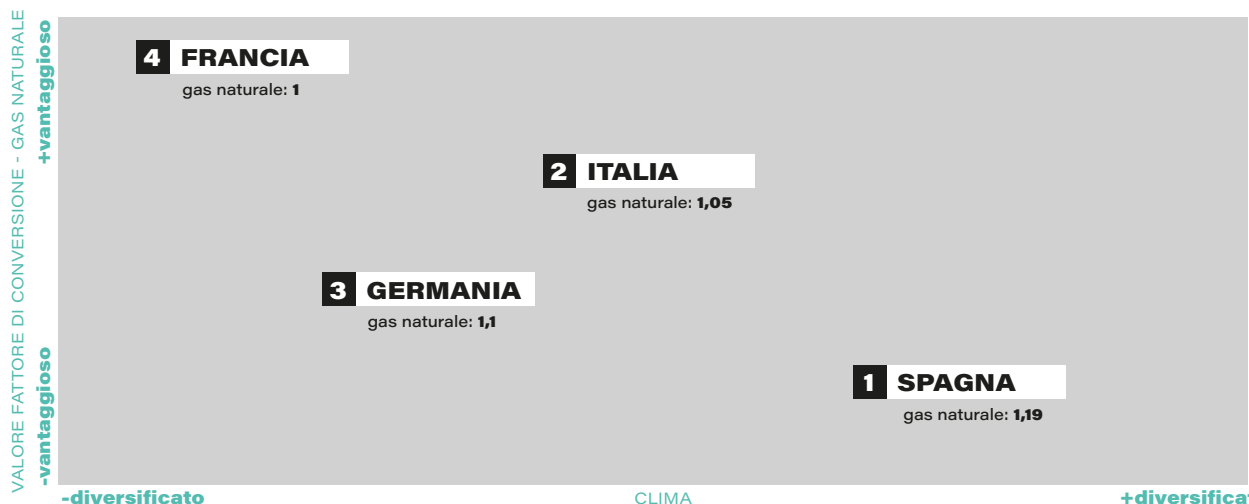 VALORE FATTORE DI CONVERSIONE - GAS NATURALE
+vantaggioso
-vantaggioso
4 FRANCIA
gas naturale: 1
2 ITALIA
gas naturale: 1,05
3 GERMANIA
gas naturale: 1,1
1 SPAGNA
gas naturale: 1,19
-diversificato
CLIMA
+diversificat